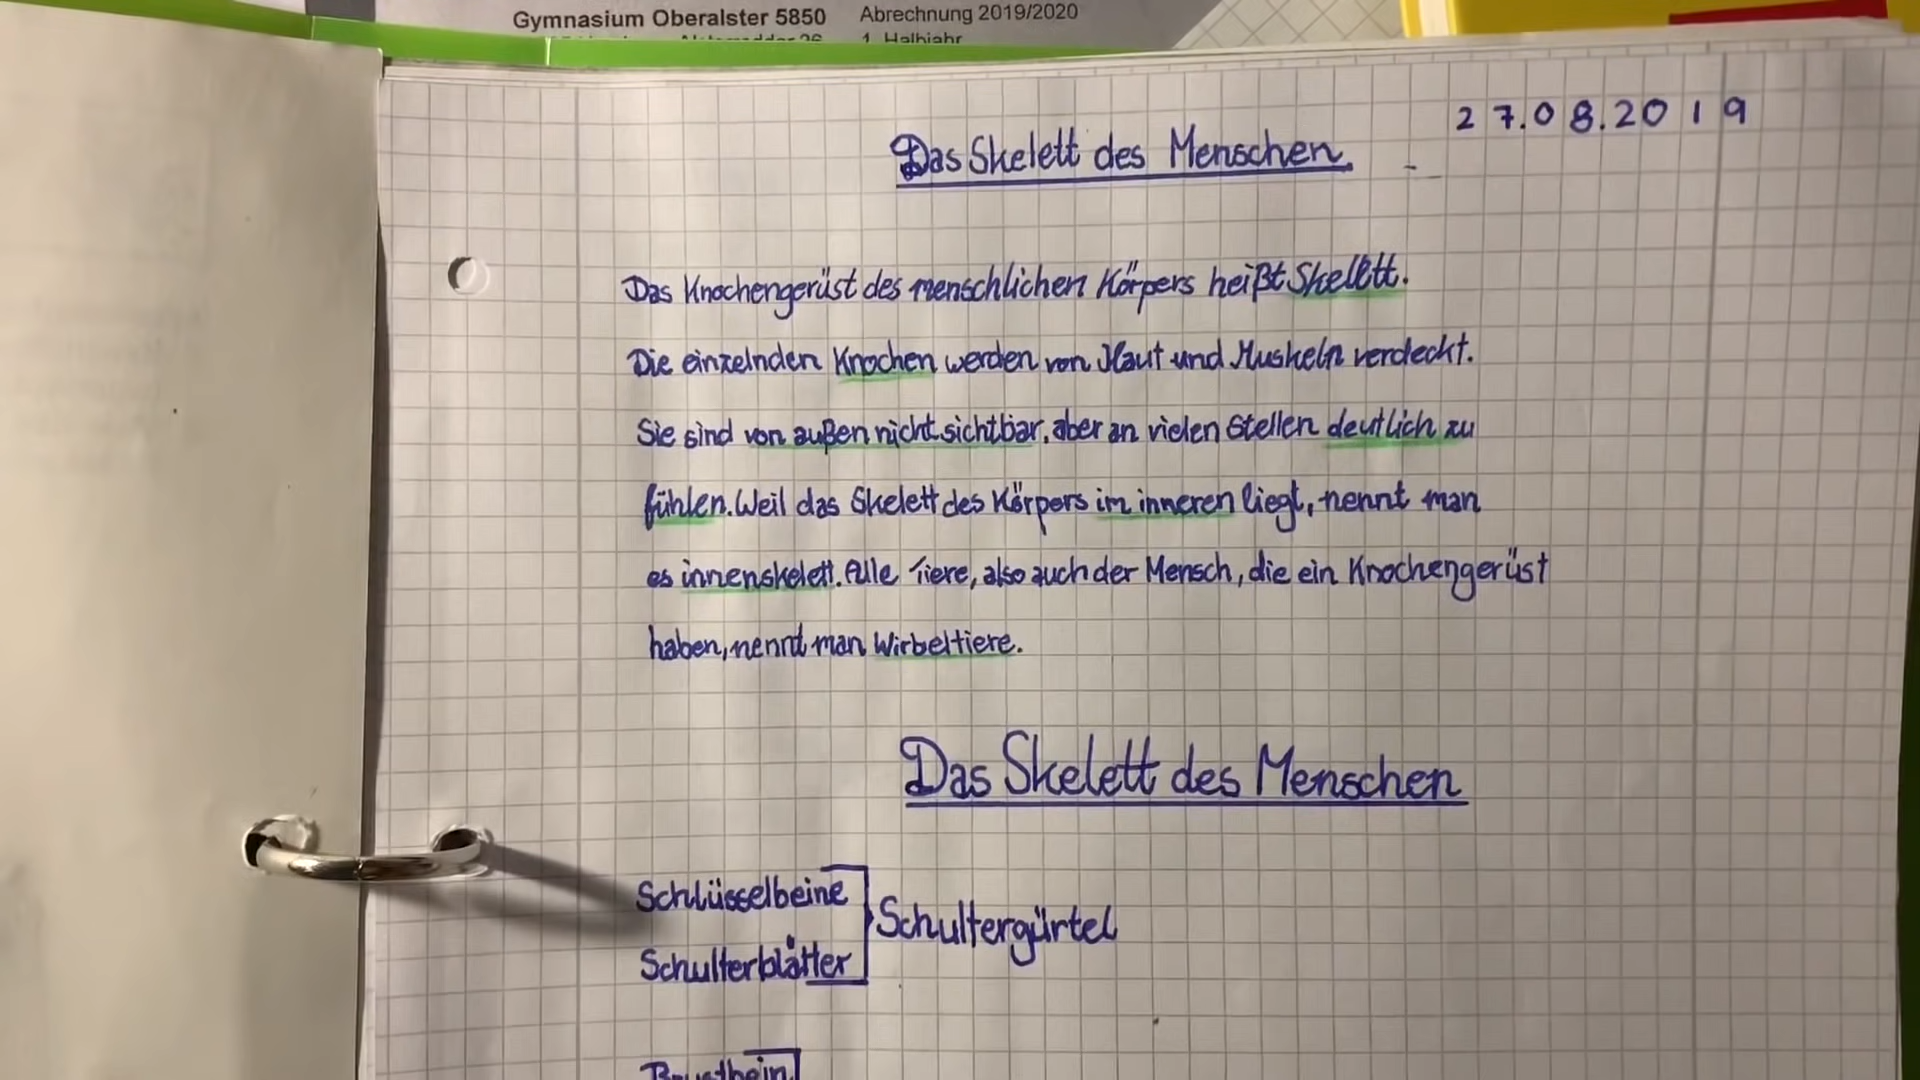 Gymnasium Oberalster 5850 Abrechnung 2019/2020
1. Halbjahr
27.08.2019
Das Skelett des Menschen
Das Knochengerüst des menschlichen Körpers heißt Skelett.
Die einzelnden Knochen werden von Haut und Muskeln verdeckt.
Sie sind von außen nicht sichtbar, aber an vielen Stellen deutlich zu
fühlen. Weil das Skelett des Körpers im inneren liegt, nennt man
es innenskelett. Alle Tiere, also auch der Mensch, die ein Knochengerüst
haben, nennt man Wirbeltiere.
Das Skelett des Menschen
Schlüsselbeine
Schultergürtel
Schulterblätter
Brustbein